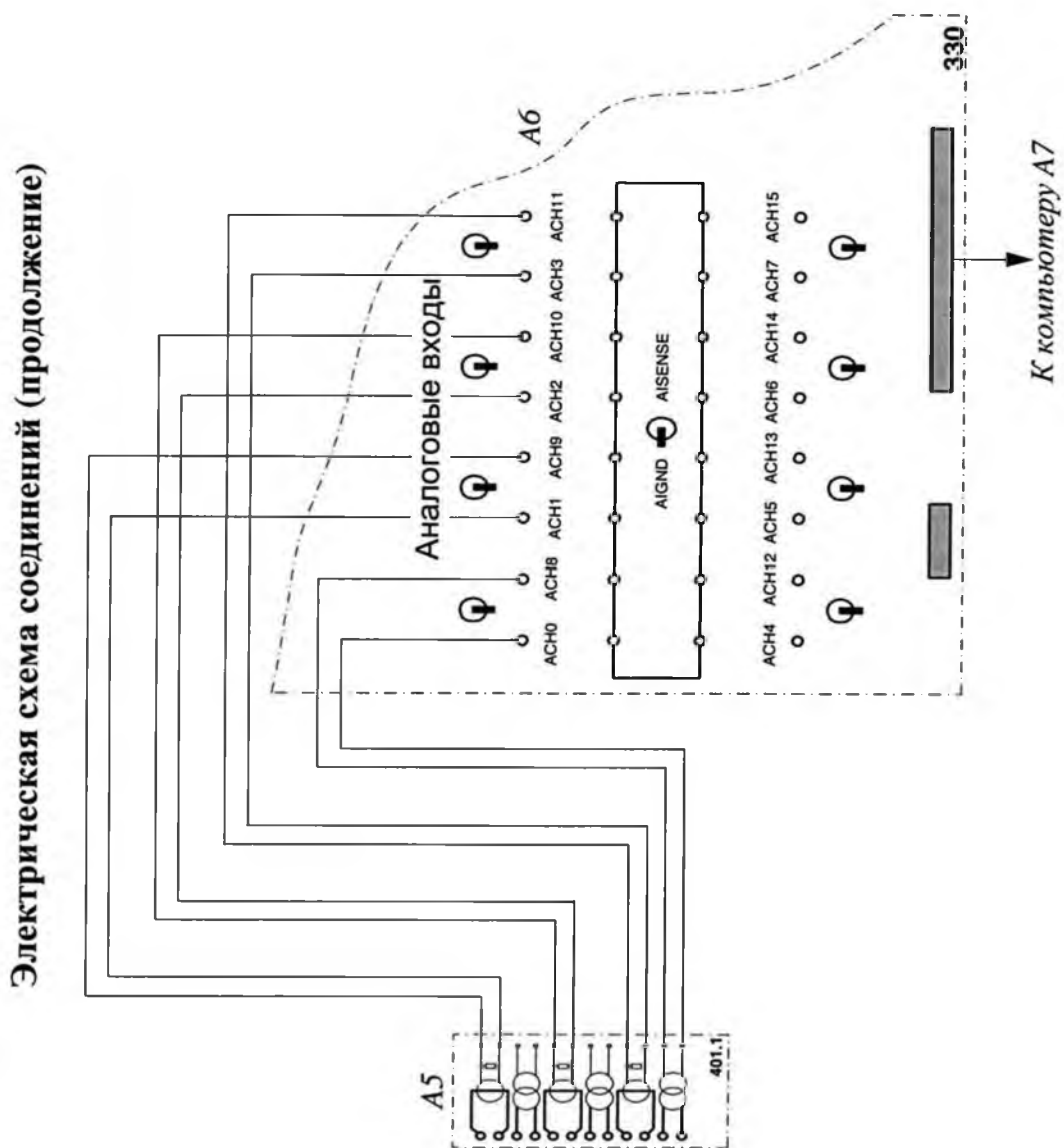 Электрическая схема соединений (продолжение)
A5
401.1
A6
330
Аналоговые входы
ACH0
ACH8
ACH1
ACH9
ACH2
ACH10
ACH3
ACH11
AIGND
AISENSE
ACH4
ACH12
ACH5
ACH13
ACH6
ACH14
ACH7
ACH15
К компьютеру A7